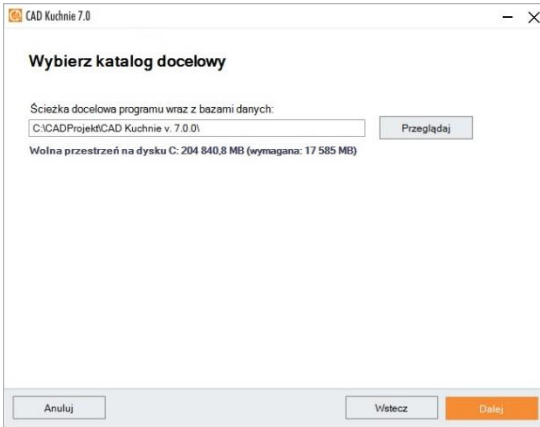 CAD Kuchnie 7.0
Wybierz katalog docelowy
Ścieżka docelowa programu wraz z bazami danych:
C:\CADProjekt\CAD Kuchnie v. 7.0.0\
Przeglądaj
Wolna przestrzeń na dysku C: 204 840,8 MB (wymagana: 17 585 MB)
Anuluj
Wstecz
Dalej